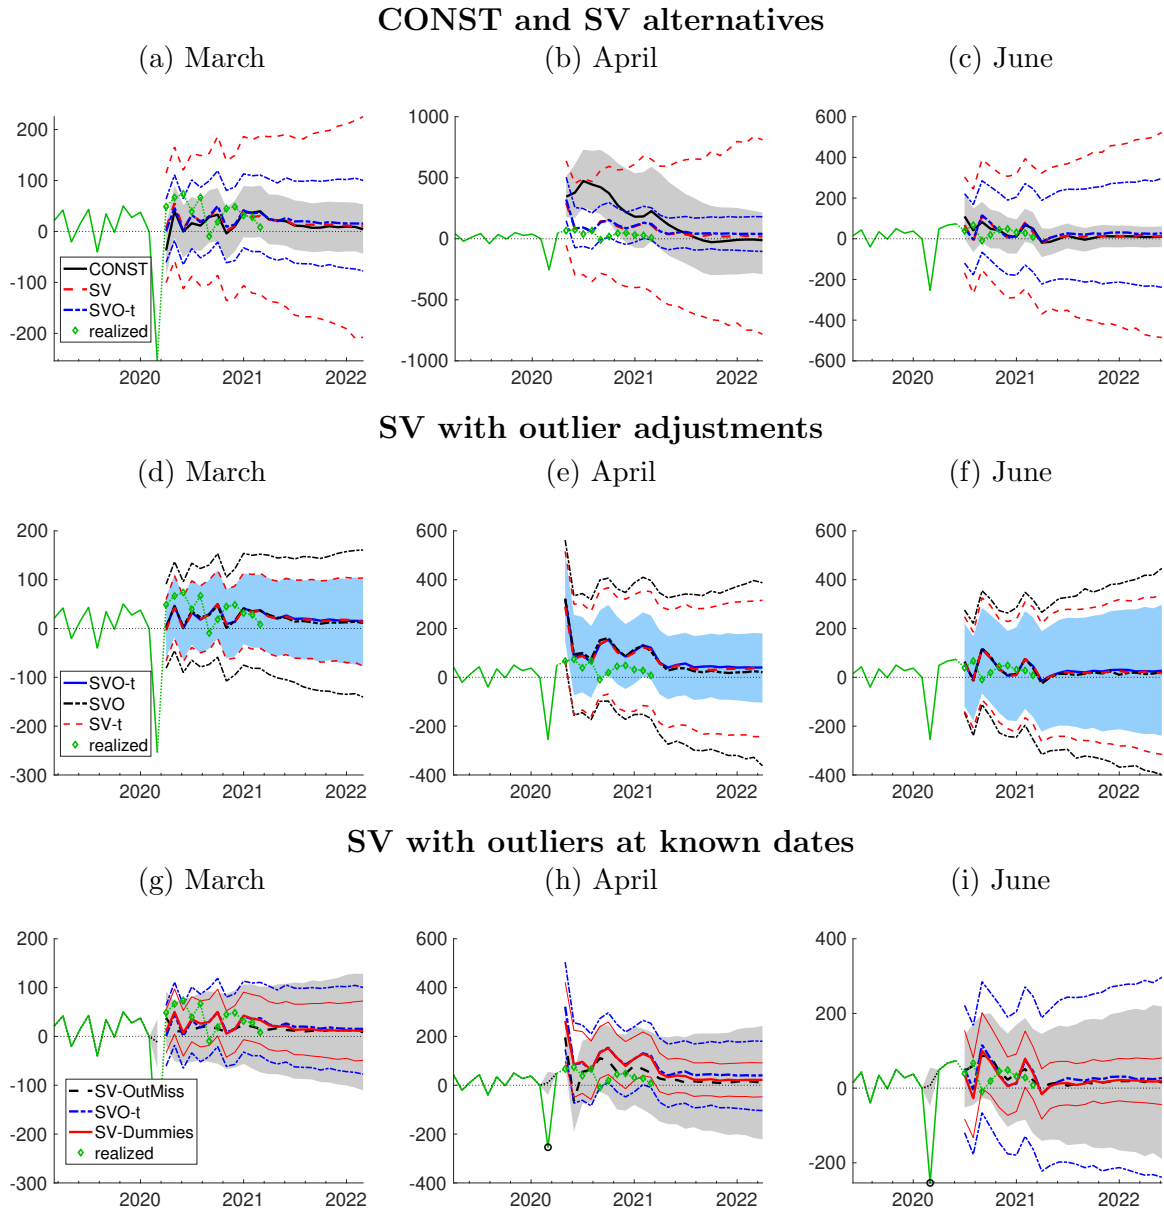 CONST and SV alternatives
(a) March (b) April (c) June
200
100
0
-100
-200
CONST
SV
SVO-t
realized
2020 2021 2022
1000
500
0
-500
-1000
2020 2021 2022
600
400
200
0
-200
-400
-600
2020 2021 2022
SV with outlier adjustments
(d) March (e) April (f) June
200
100
0
-100
-200
-300
SVO-t
SVO
SV-t
realized
2020 2021 2022
600
400
200
0
-200
-400
2020 2021 2022
600
400
200
0
-200
-400
2020 2021 2022
SV with outliers at known dates
(g) March (h) April (i) June
200
100
0
-100
-200
-300
SV-OutMiss
SVO-t
SV-Dummies
realized
2020 2021 2022
600
400
200
0
-200
-400
2020 2021 2022
400
200
0
-200
2020 2021 2022